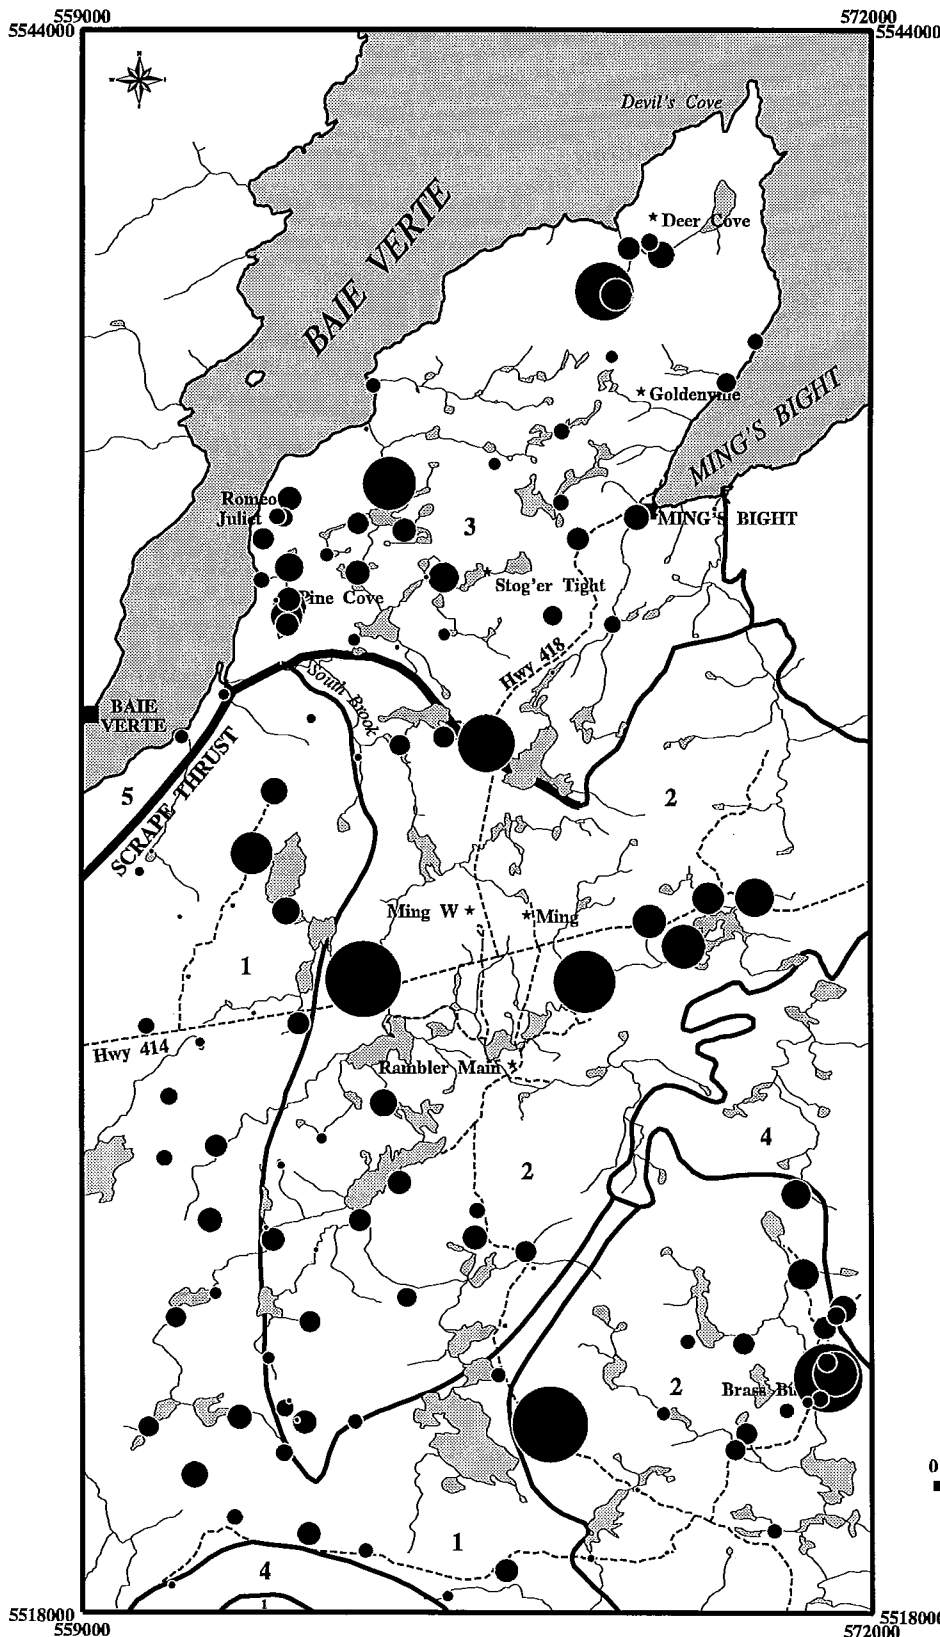 559000
572000
5544000
5544000
Devil's Cove
Deer Cove
BAIE VERTE
Goldenville
MING'S BIGHT
Romeo
Juliet
3
MING'S BIGHT
Stog'er Tight
Pine Cove
Hwy 418
South Brook
BAIE
VERTE
SCRAPE THRUST
5
2
Ming W
Ming
1
Hwy 414
Rambler Main
4
2
2
1
4
1
0
5518000
5518000
559000
572000